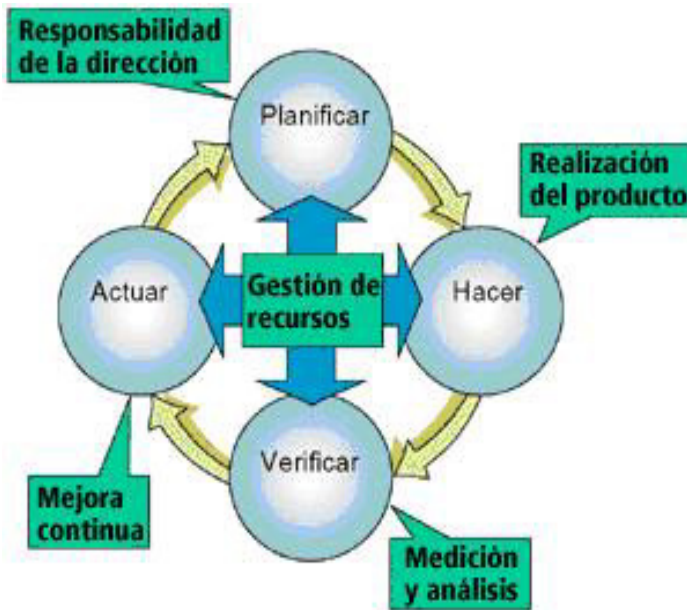 Responsabilidad
de la dirección
Planificar
Realización
del producto
Actuar
Gestión de
recursos
Hacer
Verificar
Mejora
continua
Medición
y análisis